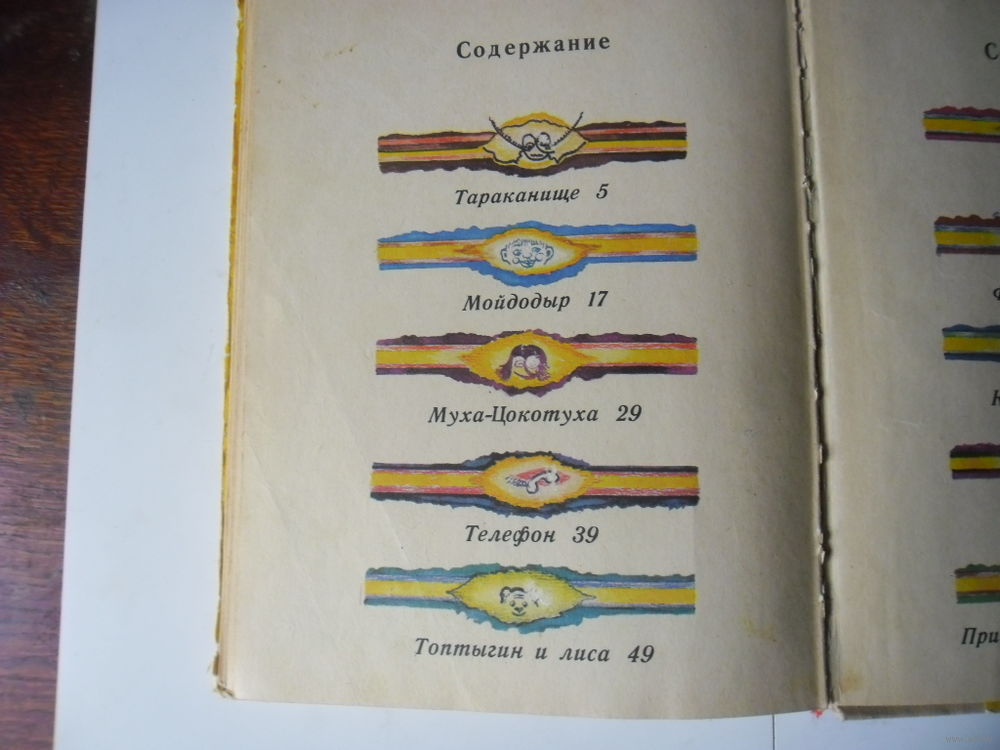 Содержание
Тараканище 5
Мойдодыр 17
Муха-Цокотуха 29
Телефон 39
Топтыгин и лиса 49